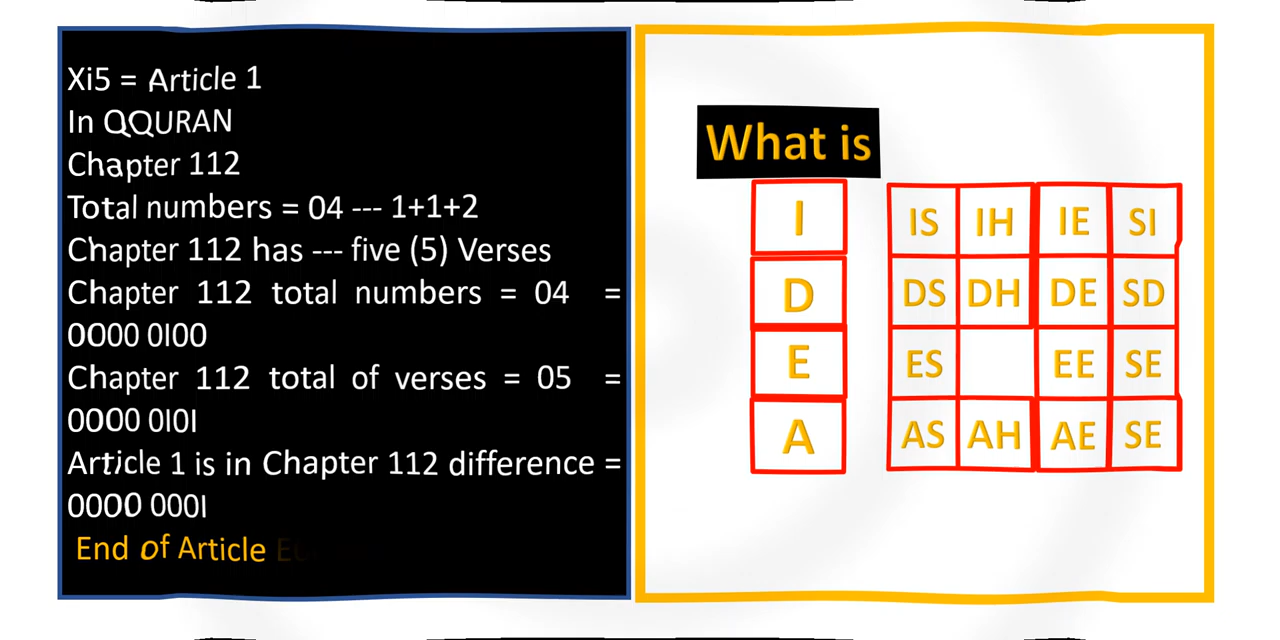 Xi5 = Article 1
In QQURAN
Chapter 112
Total numbers = 04 --- 1+1+2
Chapter 112 has --- five (5) Verses
Chapter 112 total numbers = 04 =
0000 0100
Chapter 112 total of verses = 05 =
0000 0101
Article 1 is in Chapter 112 difference =
0000 0001
End of Article
What is
I IS IH IE SI
D DS DH DE SD
E ES EE SE
A AS AH AE SE